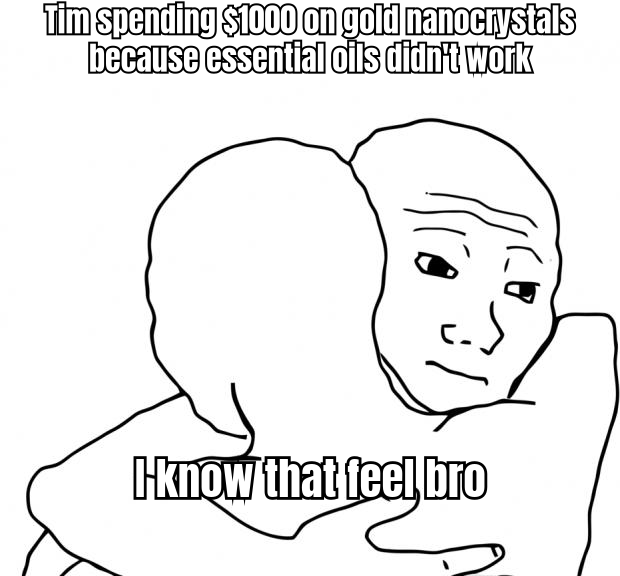 Tim spending $1000 on gold nanocrystals
because essential oils didn't work
I know that feel bro